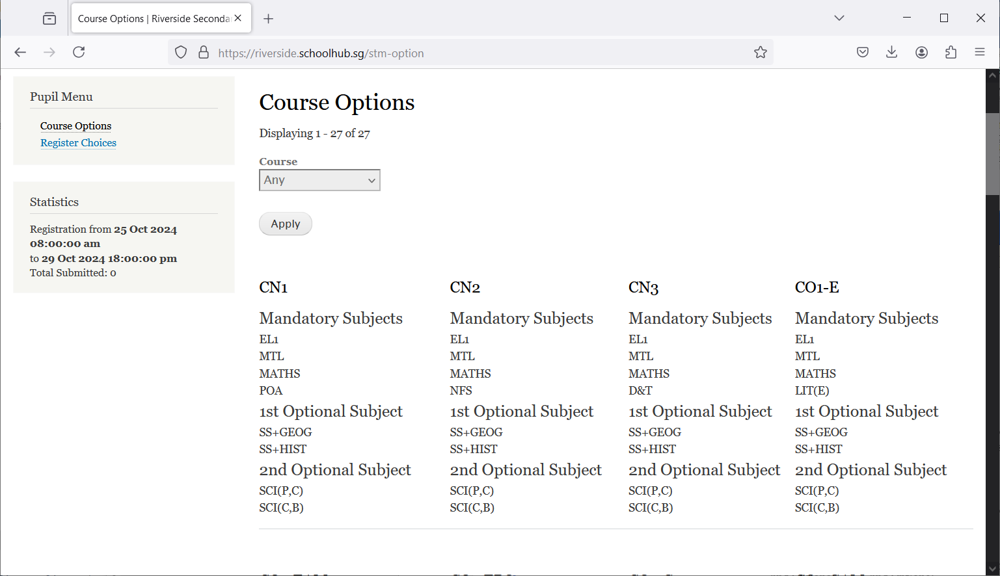 Course Options | Riverside Seconda
https://riverside.schoolhub.sg/stm-option
Pupil Menu
Course Options
Register Choices
Statistics
Registration from 25 Oct 2024
08:00:00 am
to 29 Oct 2024 18:00:00 pm
Total Submitted: 0
Course Options
Displaying 1 - 27 of 27
Course
Any
Apply
CN1
Mandatory Subjects
EL1
MTL
MATHS
POA
1st Optional Subject
SS+GEOG
SS+HIST
2nd Optional Subject
SCI(P,C)
SCI(C,B)
CN2
Mandatory Subjects
EL1
MTL
MATHS
NFS
1st Optional Subject
SS+GEOG
SS+HIST
2nd Optional Subject
SCI(P,C)
SCI(C,B)
CN3
Mandatory Subjects
EL1
MTL
MATHS
D&T
1st Optional Subject
SS+GEOG
SS+HIST
2nd Optional Subject
SCI(P,C)
SCI(C,B)
CO1-E
Mandatory Subjects
EL1
MTL
MATHS
LIT(E)
1st Optional Subject
SS+GEOG
SS+HIST
2nd Optional Subject
SCI(P,C)
SCI(C,B)